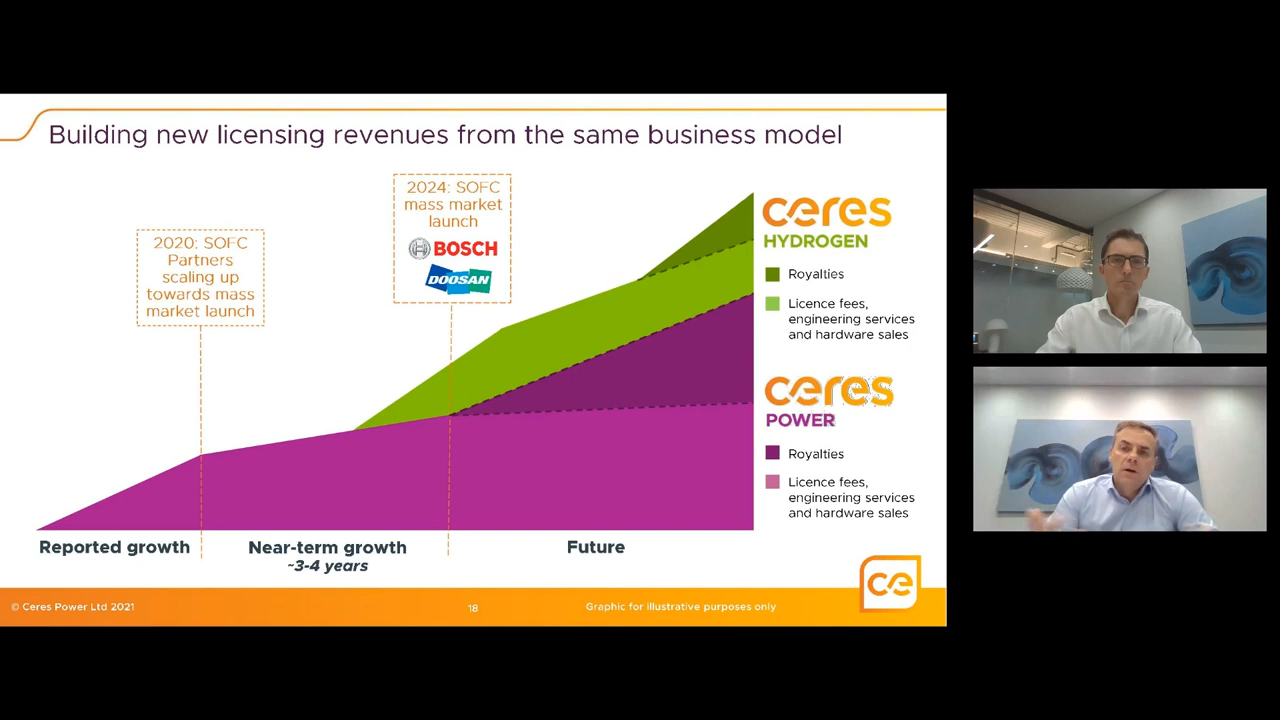 Building new licensing revenues from the same business model
2020: SOFC
Partners
scaling up
towards mass
market launch
2024: SOFC
mass market
launch
BOSCH
DOOSAN
ceres
HYDROGEN
Royalties
Licence fees,
engineering services
and hardware sales
ceres
POWER
Royalties
Licence fees,
engineering services
and hardware sales
Reported growth
Near-term growth
~3-4 years
Future
ce
© Ceres Power Ltd 2021
18
Graphic for illustrative purposes only